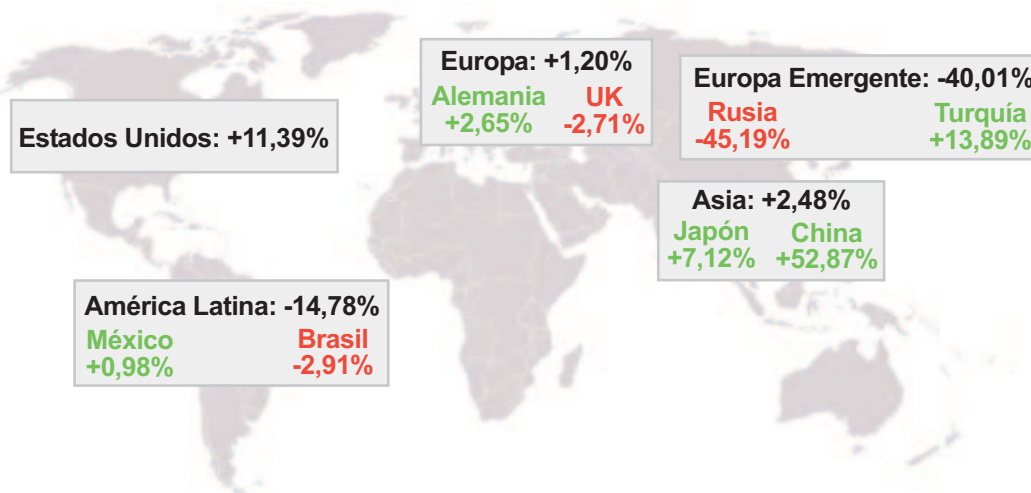 Europa: +1,20%
Alemania UK
+2,65% -2,71%
Europa Emergente: -40,01%
Rusia Turquía
-45,19% +13,89%
Estados Unidos: +11,39%
Asia: +2,48%
Japón China
+7,12% +52,87%
América Latina: -14,78%
México Brasil
+0,98% -2,91%